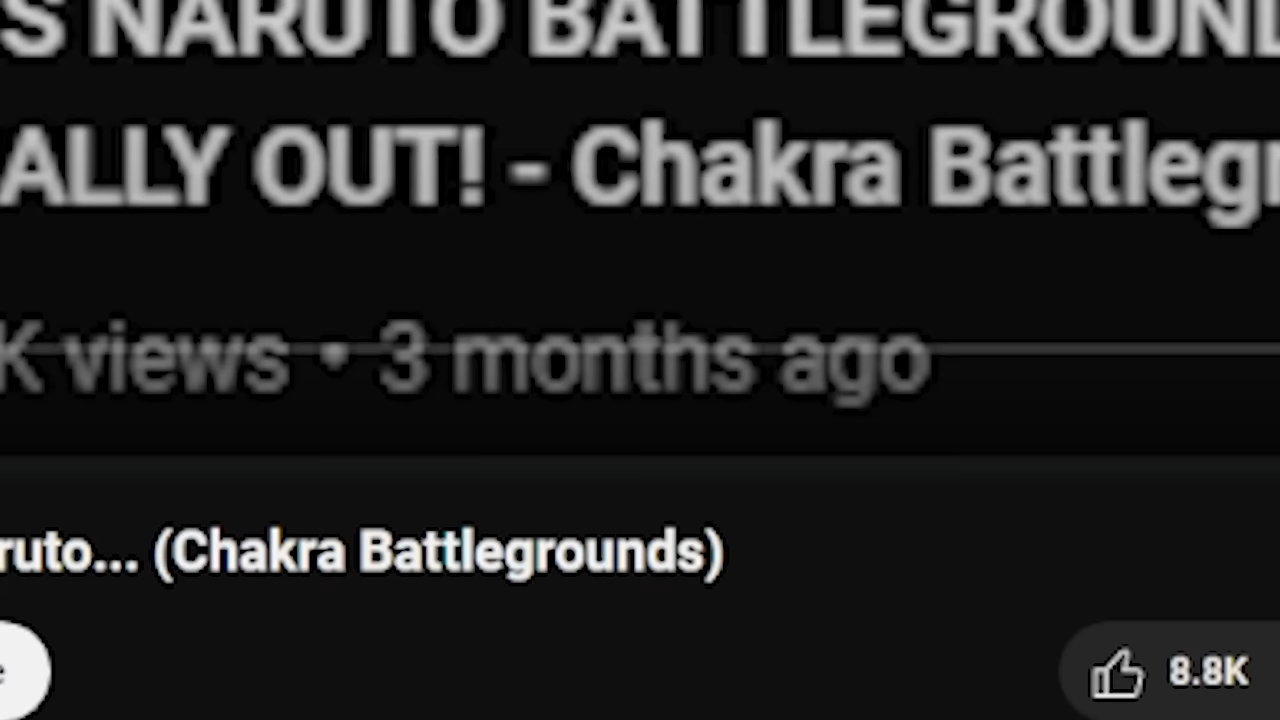 S NARUTO BATTLEGROUND
ALLY OUT! - Chakra Battlegr
K views • 3 months ago
ruto... (Chakra Battlegrounds)
e
8.8K